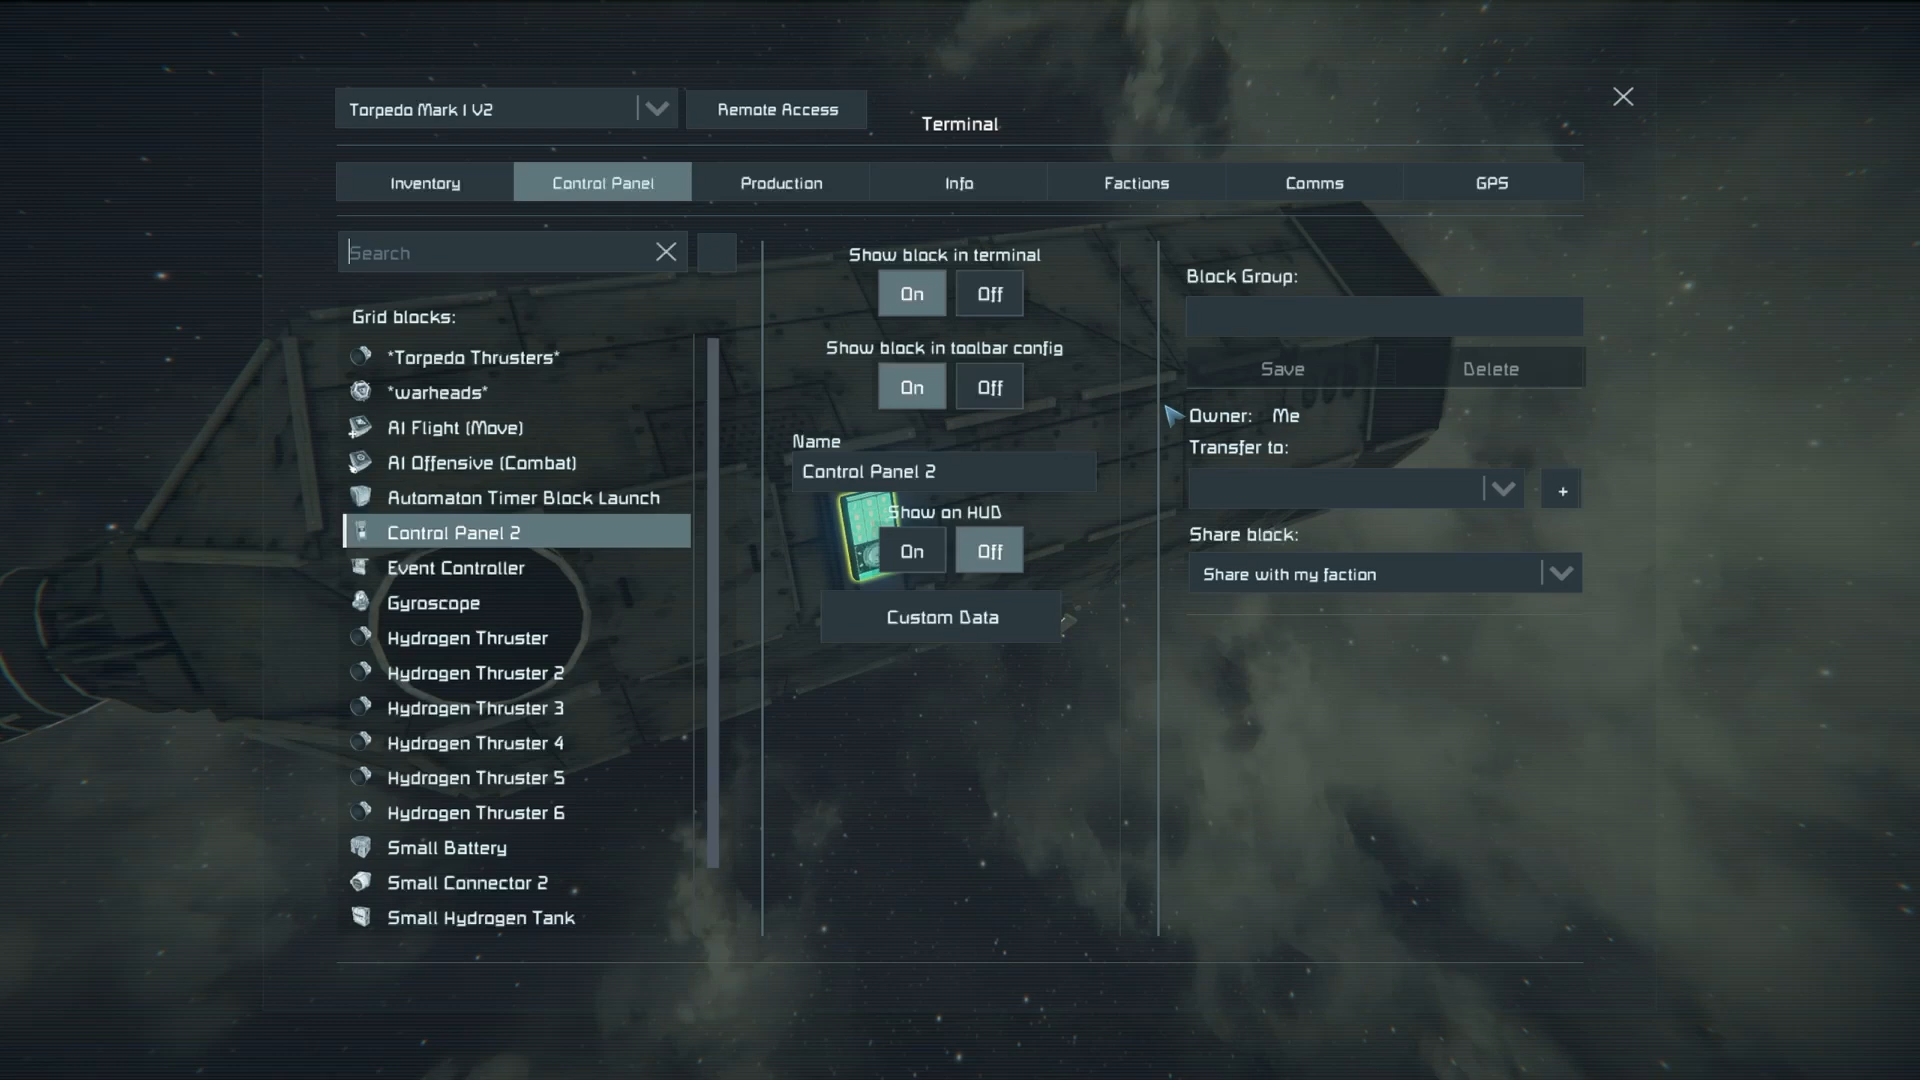 Torpedo Mark I V2
Remote Access
Terminal
Inventory
Control Panel
Production
Info
Factions
Comms
GPS
Search
Grid blocks:
*Torpedo Thrusters*
*warheads*
AI Flight (Move)
AI Offensive (Combat)
Automaton Timer Block Launch
Control Panel 2
Event Controller
Gyroscope
Hydrogen Thruster
Hydrogen Thruster 2
Hydrogen Thruster 3
Hydrogen Thruster 4
Hydrogen Thruster 5
Hydrogen Thruster 6
Small Battery
Small Connector 2
Small Hydrogen Tank
Show block in terminal
On Off
Show block in toolbar config
On Off
Name
Control Panel 2
Show on HUD
On Off
Custom Data
Block Group:
Save
Delete
Owner: Me
Transfer to:
+
Share block:
Share with my faction